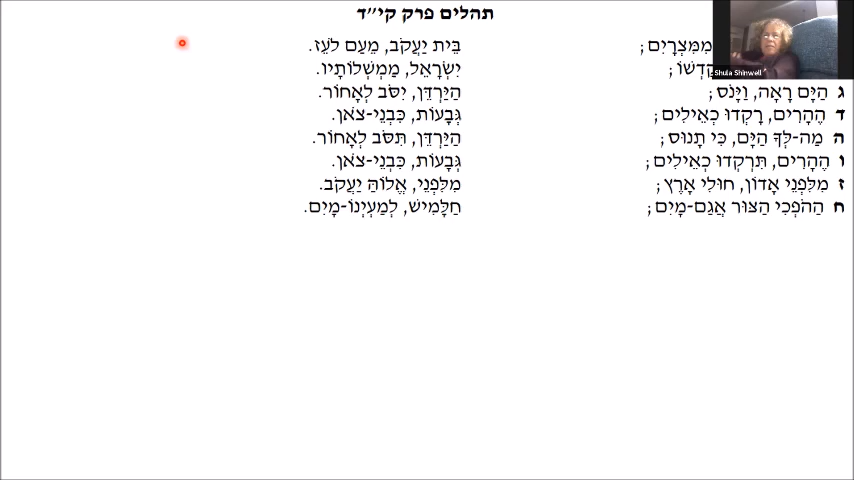 תהלים פרק קי״ד
מִמִּצְרָיִם; בֵּית יַעֲקֹב, מֵעַם לֹעֵז.
קָדְשׁוֹ; יִשְׂרָאֵל, מַמְשְׁלוֹתָיו.
Shula Shinwell
ג הַיָּם רָאָה, וַיָּנֹס; הַיַּרְדֵּן, יִסֹּב לְאָחוֹר.
ד הֶהָרִים, רָקְדוּ כְאֵילִים; גְּבָעוֹת, כִּבְנֵי-צֹאן.
ה מַה-לְּךָ הַיָּם, כִּי תָנוּס; הַיַּרְדֵּן, תִּסֹּב לְאָחוֹר.
ו הֶהָרִים, תִּרְקְדוּ כְאֵילִים; גְּבָעוֹת, כִּבְנֵי-צֹאן.
ז מִלִּפְנֵי אָדוֹן, חוּלִי אָרֶץ; מִלִּפְנֵי, אֱלוֹהַּ יַעֲקֹב.
ח הַהֹפְכִי הַצּוּר אֲגַם-מָיִם; חַלָּמִישׁ, לְמַעְיְנוֹ-מָיִם.